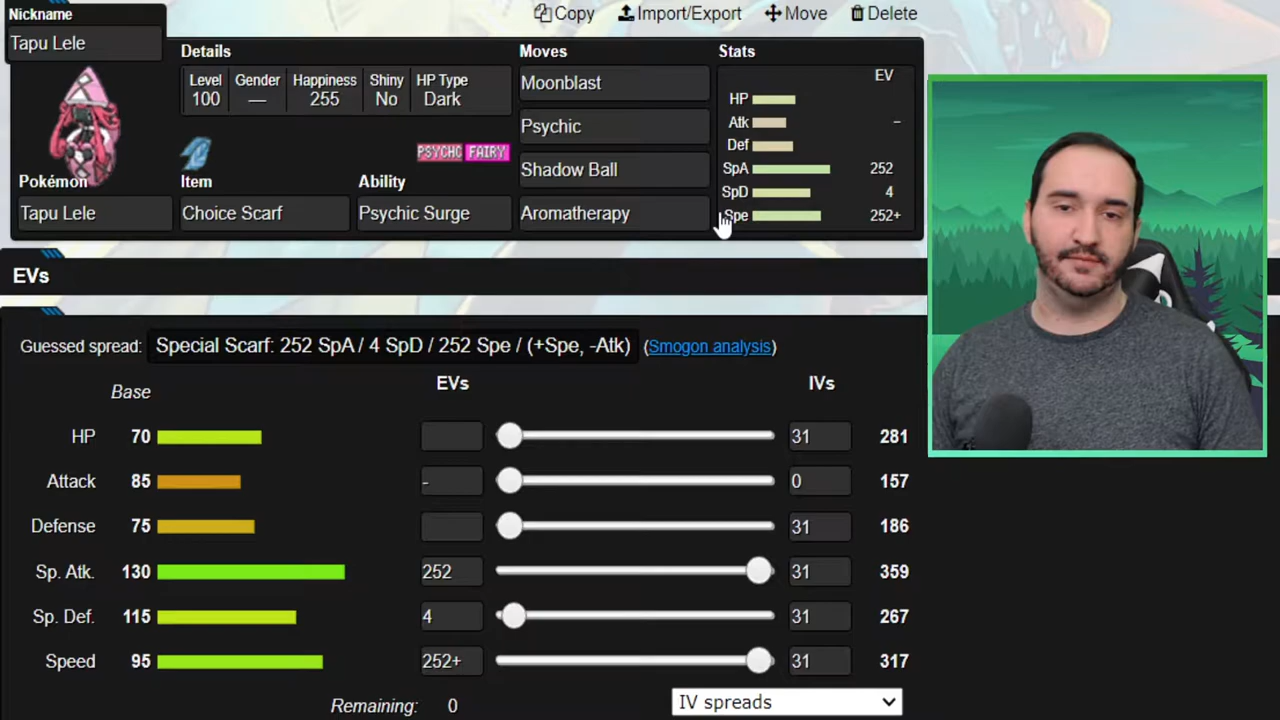 Nickname
Copy Import/Export Move Delete
Tapu Lele
Details
Moves
Stats
Level Gender Happiness Shiny HP Type
100 — 255 No Dark
Moonblast
Psychic
Shadow Ball
Aromatherapy
EV
HP
Atk –
Def
SpA 252
SpD 4
Spe 252+
PSYCHC FAIRY
Pokémon
Item
Ability
Tapu Lele
Choice Scarf
Psychic Surge
EVs
Guessed spread: Special Scarf: 252 SpA / 4 SpD / 252 Spe / (+Spe, -Atk) (Smogon analysis)
Base EVs IVs
HP 70 31 281
Attack 85 - 0 157
Defense 75 31 186
Sp. Atk. 130 252 31 359
Sp. Def. 115 4 31 267
Speed 95 252+ 31 317
Remaining: 0 IV spreads